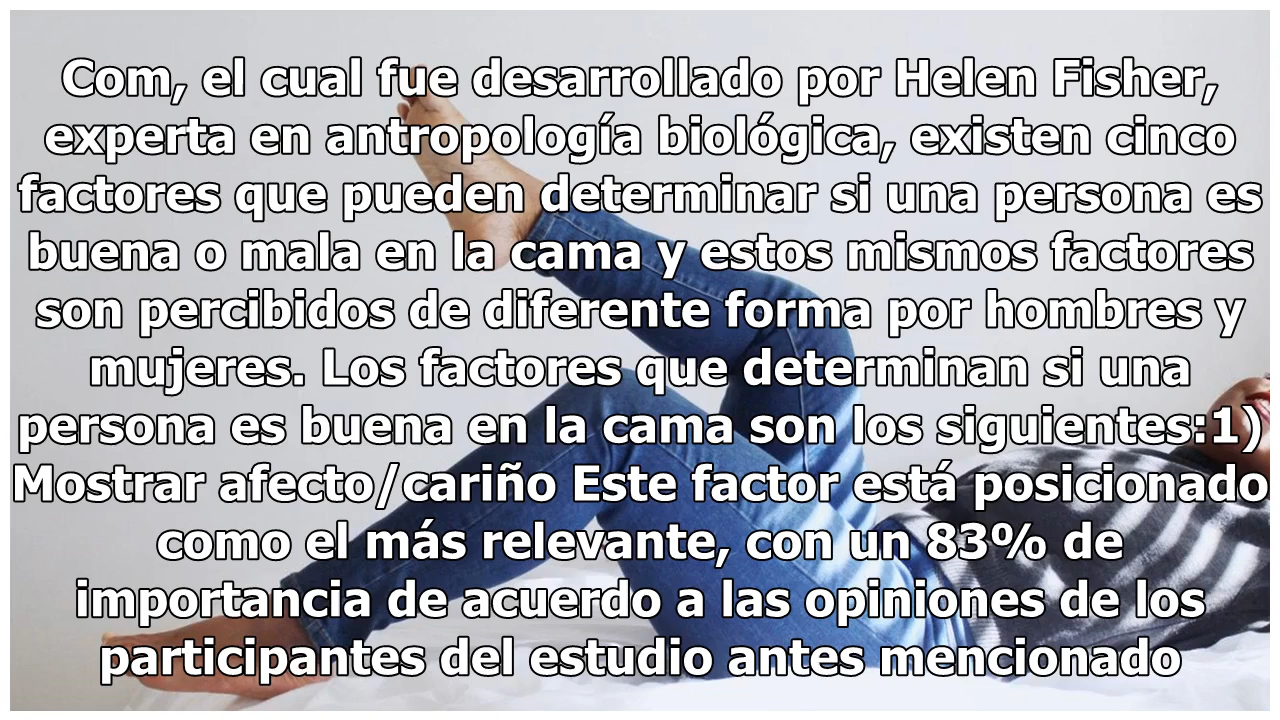 Com, el cual fue desarrollado por Helen Fisher,
experta en antropología biológica, existen cinco
factores que pueden determinar si una persona es
buena o mala en la cama y estos mismos factores
son percibidos de diferente forma por hombres y
mujeres. Los factores que determinan si una
persona es buena en la cama son los siguientes:1)
Mostrar afecto/cariño Este factor está posicionado
como el más relevante, con un 83% de
importancia de acuerdo a las opiniones de los
participantes del estudio antes mencionado